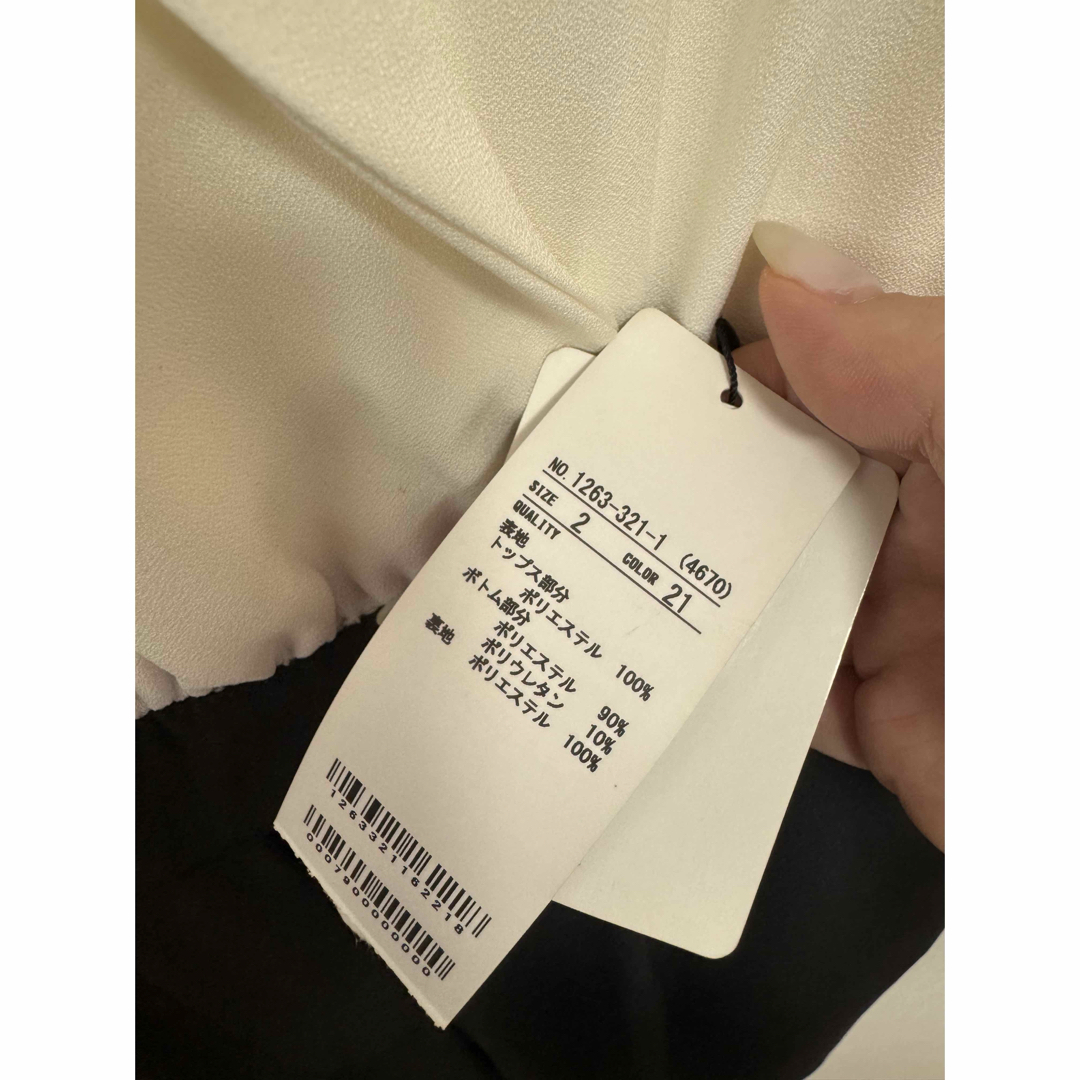 NO. 1263-321-1 (4670)
SIZE 2 COLOR 21
QUALITY
表地
トップス部分
ポリエステル 100%
ボトム部分
ポリエステル 90%
ポリウレタン 10%
裏地 ポリエステル 100%
1263321162218
0007900000000